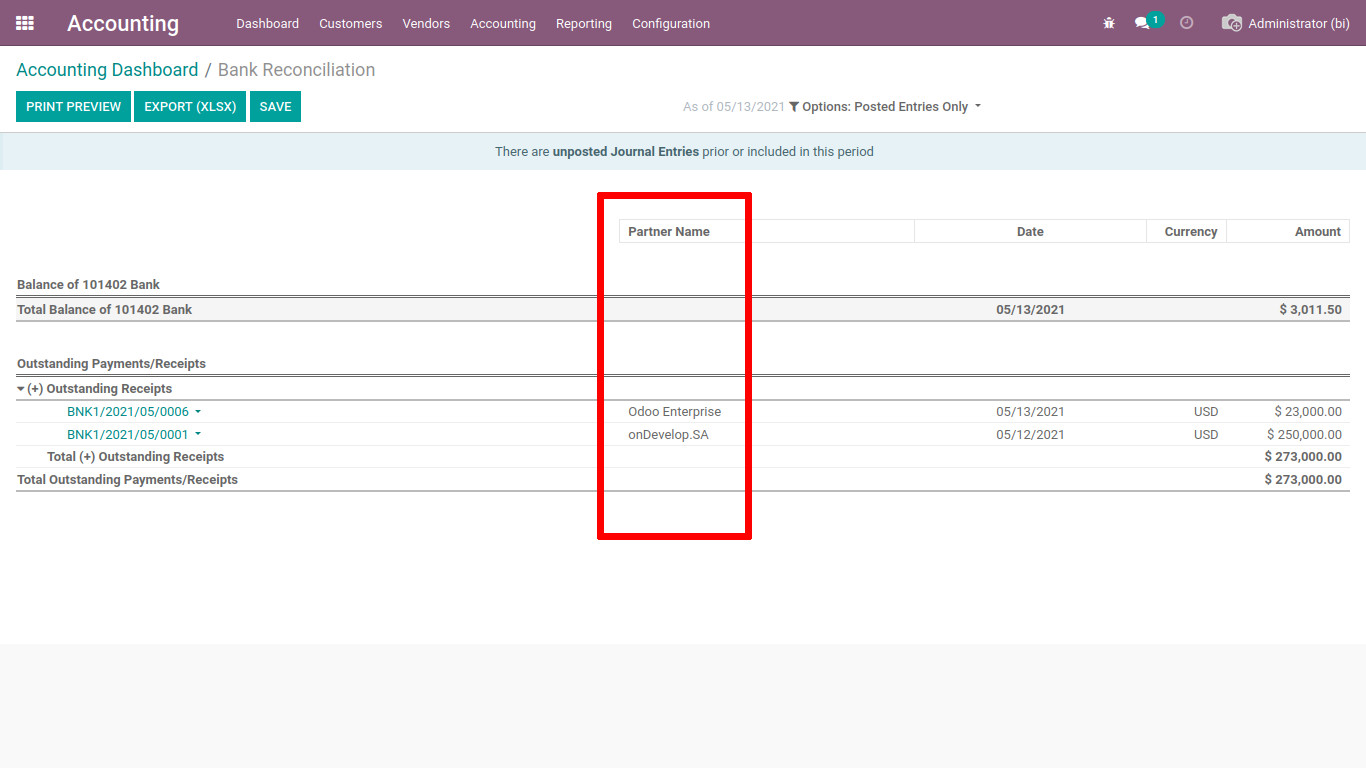 Accounting Dashboard Customers Vendors Accounting Reporting Configuration 1 Administrator (bi)
Accounting Dashboard / Bank Reconciliation
PRINT PREVIEW EXPORT (XLSX) SAVE As of 05/13/2021 Options: Posted Entries Only
There are unposted Journal Entries prior or included in this period
Partner Name Date Currency Amount
Balance of 101402 Bank
Total Balance of 101402 Bank 05/13/2021 $ 3,011.50
Outstanding Payments/Receipts
(+) Outstanding Receipts
BNK1/2021/05/0006 Odoo Enterprise 05/13/2021 USD $ 23,000.00
BNK1/2021/05/0001 onDevelop.SA 05/12/2021 USD $ 250,000.00
Total (+) Outstanding Receipts $ 273,000.00
Total Outstanding Payments/Receipts $ 273,000.00